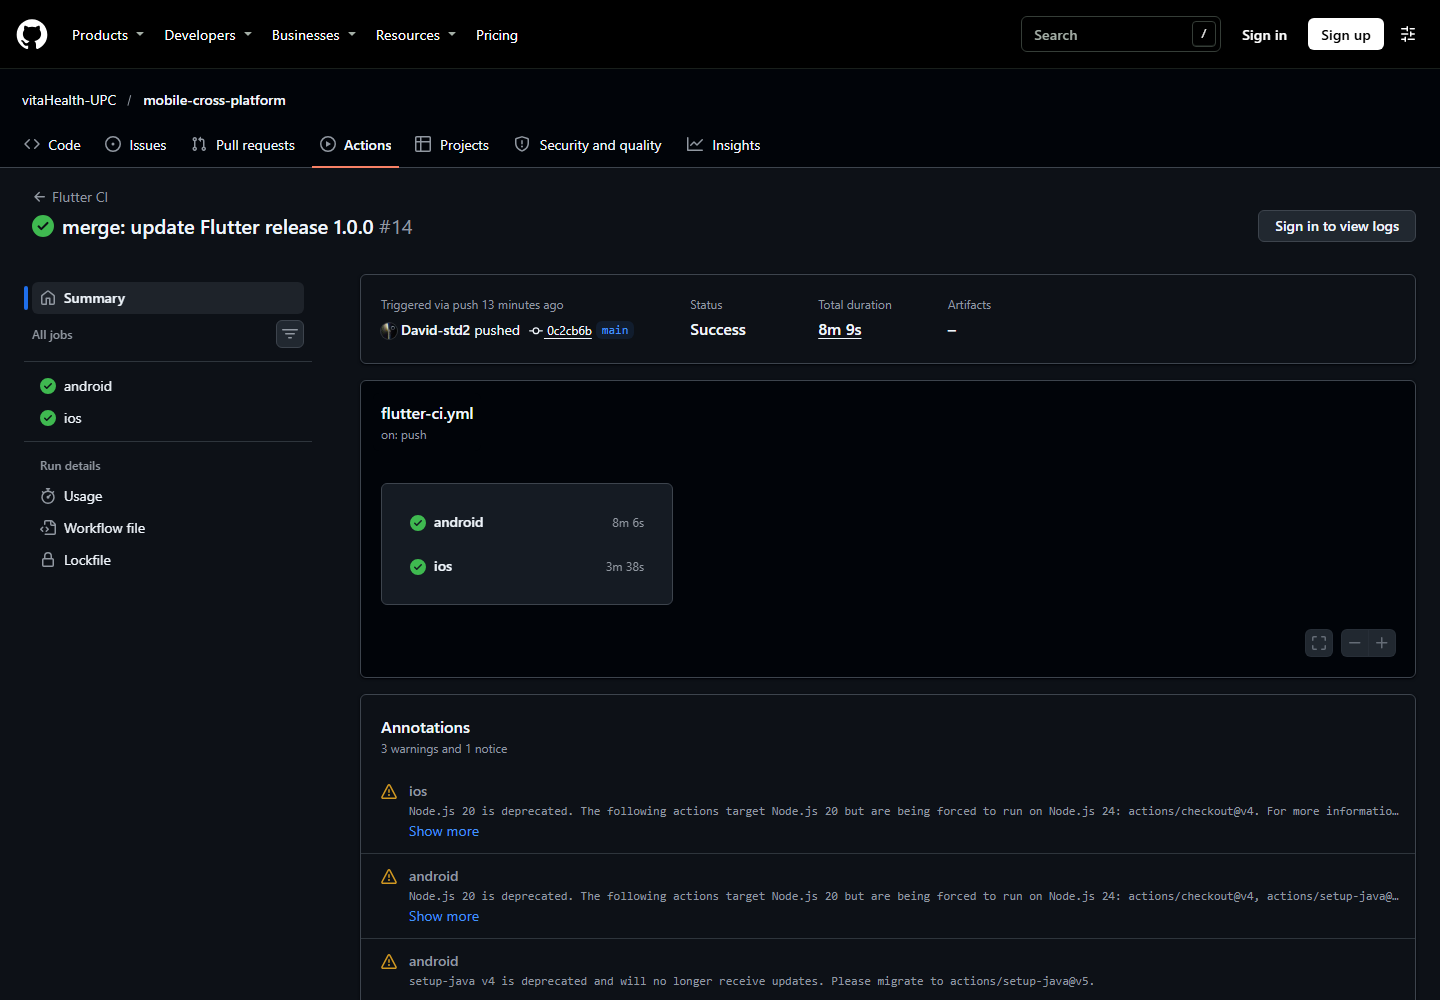 Products
Developers
Businesses
Resources
Pricing
Search
/
Sign in
Sign up
vitaHealth-UPC / mobile-cross-platform
Code
Issues
Pull requests
Actions
Projects
Security and quality
Insights
Flutter CI
merge: update Flutter release 1.0.0 #14
Sign in to view logs
Summary
All jobs
android
ios
Run details
Usage
Workflow file
Lockfile
Triggered via push 13 minutes ago
David-std2 pushed 0c2cb6b main
Status
Success
Total duration
8m 9s
Artifacts
–
flutter-ci.yml
on: push
android 8m 6s
ios 3m 38s
Annotations
3 warnings and 1 notice
ios
Node.js 20 is deprecated. The following actions target Node.js 20 but are being forced to run on Node.js 24: actions/checkout@v4. For more informatio…
Show more
android
Node.js 20 is deprecated. The following actions target Node.js 20 but are being forced to run on Node.js 24: actions/checkout@v4, actions/setup-java@…
Show more
android
setup-java v4 is deprecated and will no longer receive updates. Please migrate to actions/setup-java@v5.